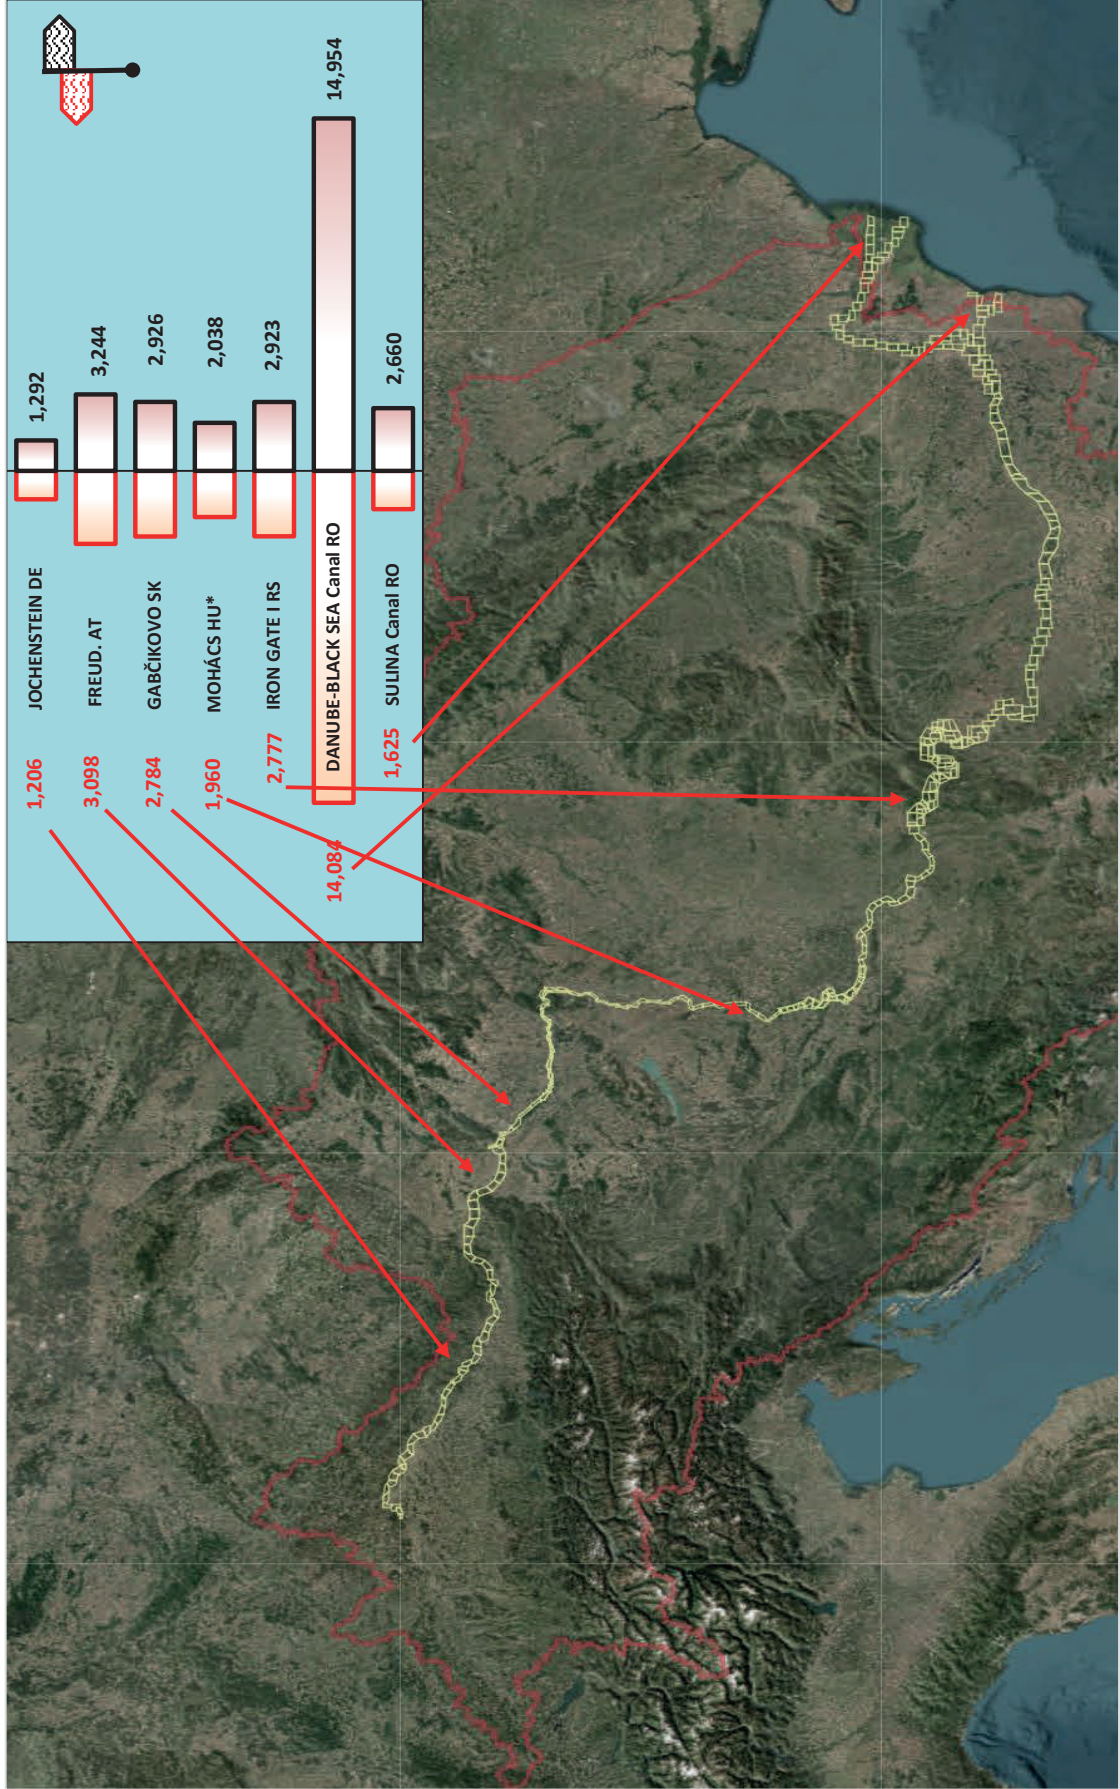 1,206 JOCHENSTEIN DE 1,292
3,098 FREUD. AT 3,244
2,784 GABČIKOVO SK 2,926
1,960 MOHÁCS HU* 2,038
2,777 IRON GATE I RS 2,923
14,084 DANUBE-BLACK SEA Canal RO 14,954
1,625 SULINA Canal RO 2,660